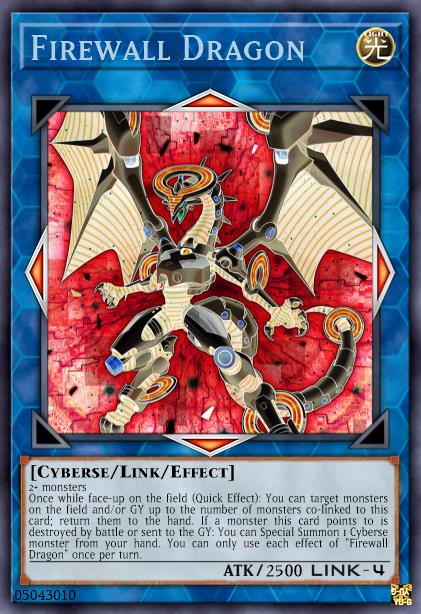 FIREWALL DRAGON
LIGHT
光
[CYBERSE/LINK/EFFECT]
2+ monsters
Once while face-up on the field (Quick Effect): You can target monsters
on the field and/or GY up to the number of monsters co-linked to this
card; return them to the hand. If a monster this card points to is
destroyed by battle or sent to the GY: You can Special Summon 1 Cyberse
monster from your hand. You can only use each effect of "Firewall
Dragon" once per turn.
ATK/2500 LINK-4
05043010